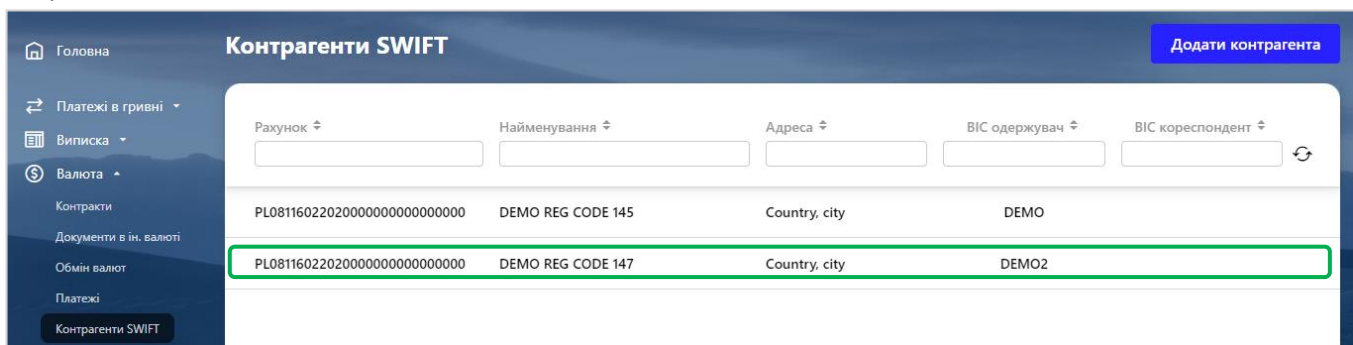 Головна
Платежі в гривні
Виписка
Валюта
Контракти
Документи в ін. валюті
Обмін валют
Платежі
Контрагенти SWIFT
Контрагенти SWIFT
Додати контрагента
Рахунок Найменування Адреса BIC одержувач BIC кореспондент
PL08116022020000000000000000 DEMO REG CODE 145 Country, city DEMO
PL08116022020000000000000000 DEMO REG CODE 147 Country, city DEMO2